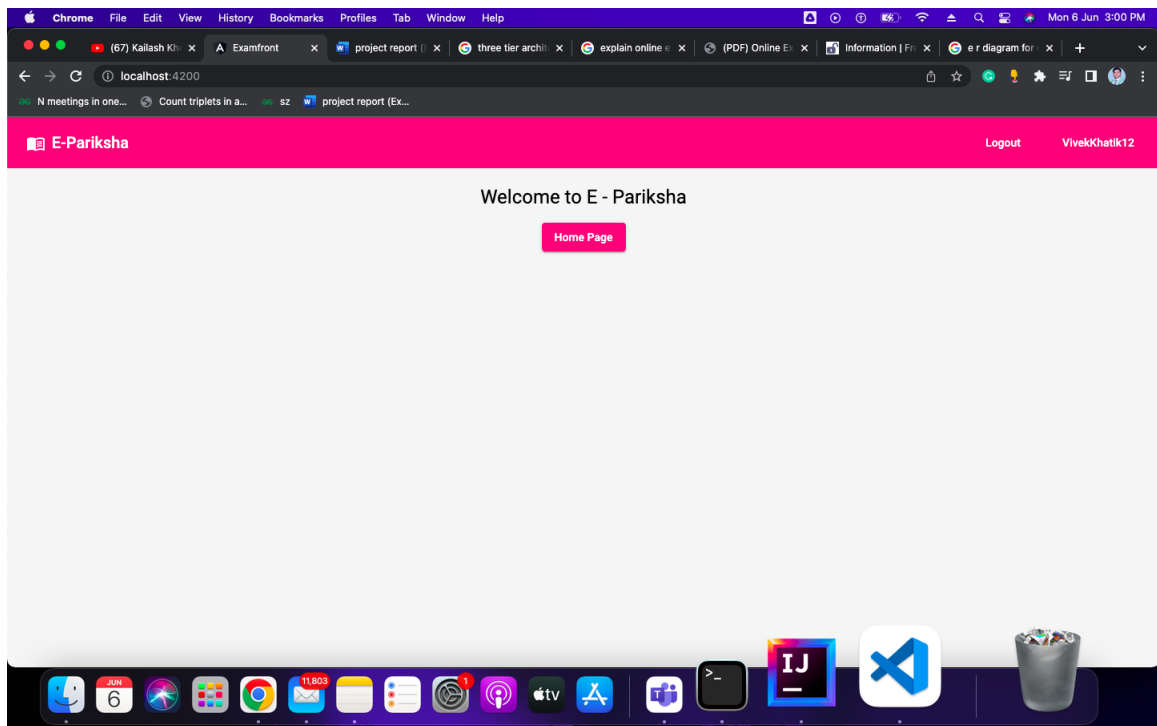 Chrome File Edit View History Bookmarks Profiles Tab Window Help Mon 6 Jun 3:00 PM
(67) Kailash Kh Examfront project report ( three tier archit explain online e (PDF) Online Ex Information | Fr e r diagram for
localhost:4200
N meetings in one... Count triplets in a... sz project report (Ex...
E-Pariksha Logout VivekKhatik12
Welcome to E - Pariksha
Home Page
11,803 1
JUN
6 tv >_ IJ